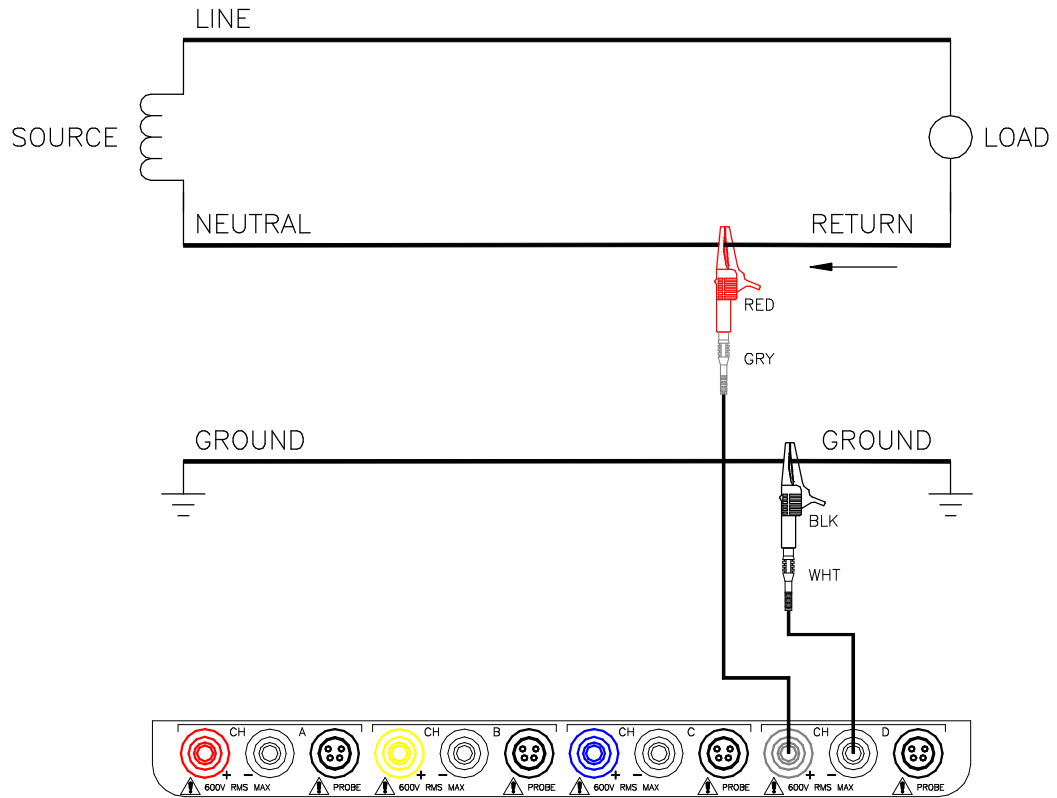 LINE
SOURCE
LOAD
NEUTRAL
RETURN
RED
GRY
GROUND
GROUND
BLK
WHT
CH A CH B CH C CH D
+ − + − + − + −
! 600V RMS MAX ! PROBE ! 600V RMS MAX ! PROBE ! 600V RMS MAX ! PROBE ! 600V RMS MAX ! PROBE